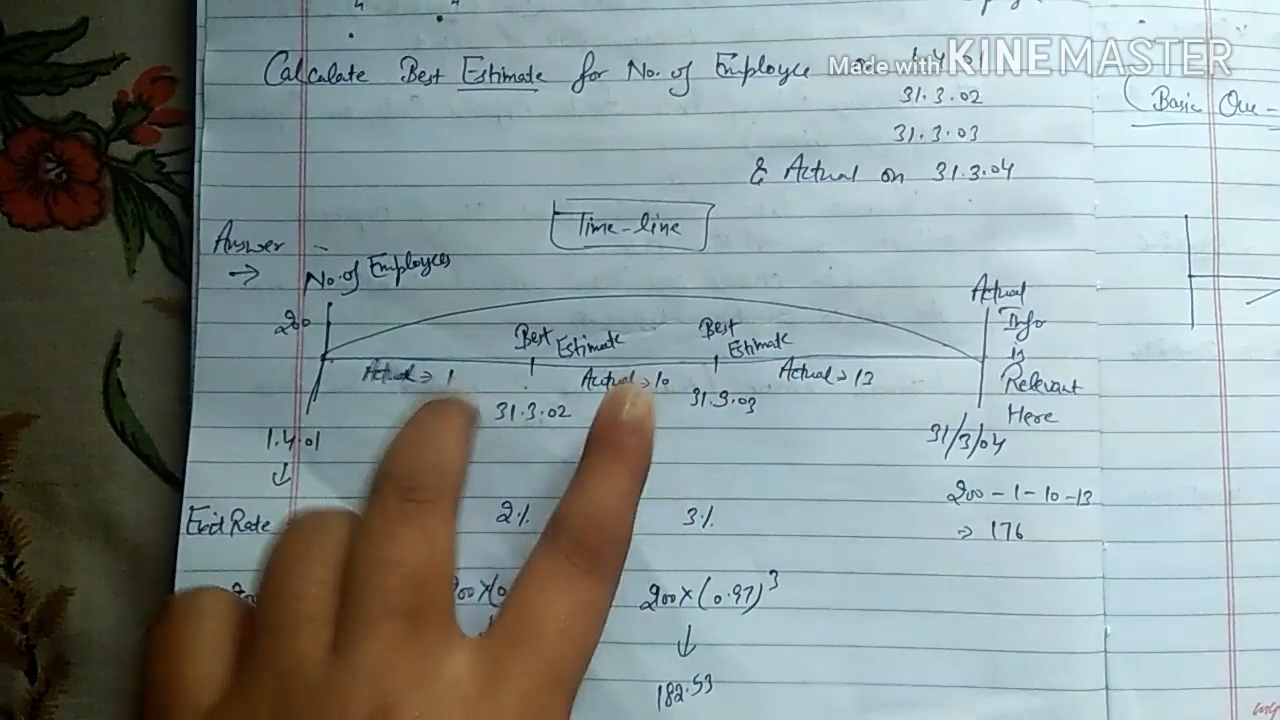 Calculate Best Estimate for No. of Employee
Made with KINEMASTER
31.3.02
31.3.03
& Actual on 31.3.04
(Basic Que-
Time-line
Answer :-
→ No. of Employees
200
Actual
Info
is
Relevant
Here
Best Estimate
Best Estimate
Actual → 1
Actual → 10
Actual → 13
31.3.02
31.3.03
1.4.01
31/3/04
200 - 1 - 10 - 13
→ 176
Exit Rate
2%
3%
200 × (0.97)³
↓
182.53